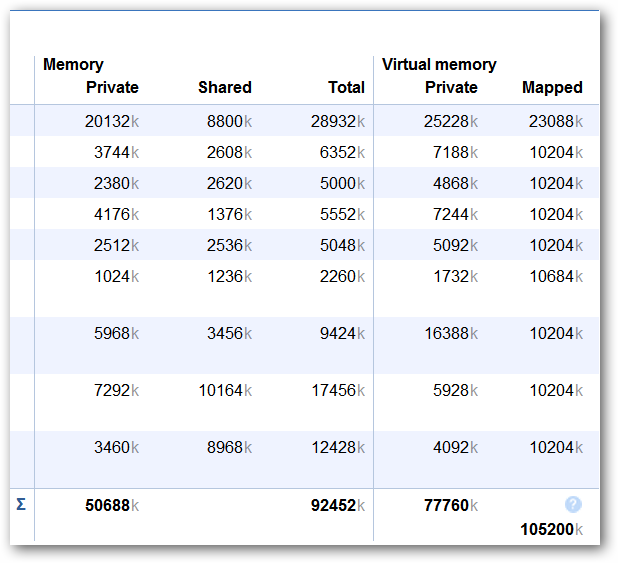 Memory Virtual memory
Private Shared Total Private Mapped
20132k 8800k 28932k 25228k 23088k
3744k 2608k 6352k 7188k 10204k
2380k 2620k 5000k 4868k 10204k
4176k 1376k 5552k 7244k 10204k
2512k 2536k 5048k 5092k 10204k
1024k 1236k 2260k 1732k 10684k
5968k 3456k 9424k 16388k 10204k
7292k 10164k 17456k 5928k 10204k
3460k 8968k 12428k 4092k 10204k
Σ 50688k 92452k 77760k ?
105200k